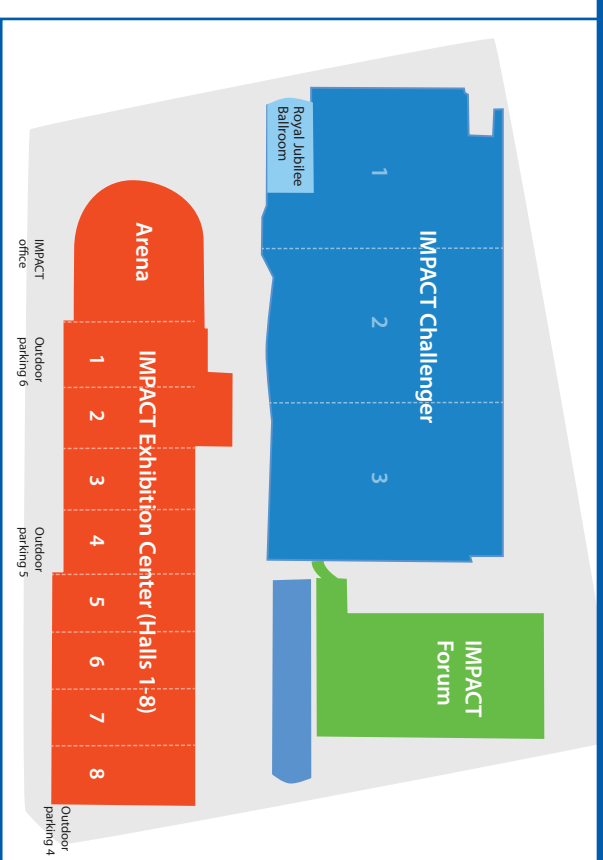 IMPACT
Forum
IMPACT Challenger
1
2
3
Royal Jubilee
Ballroom
Arena
IMPACT Exhibition Center (Halls 1-8)
1
2
3
4
5
6
7
8
IMPACT
office
Outdoor
parking 6
Outdoor
parking 5
Outdoor
parking 4